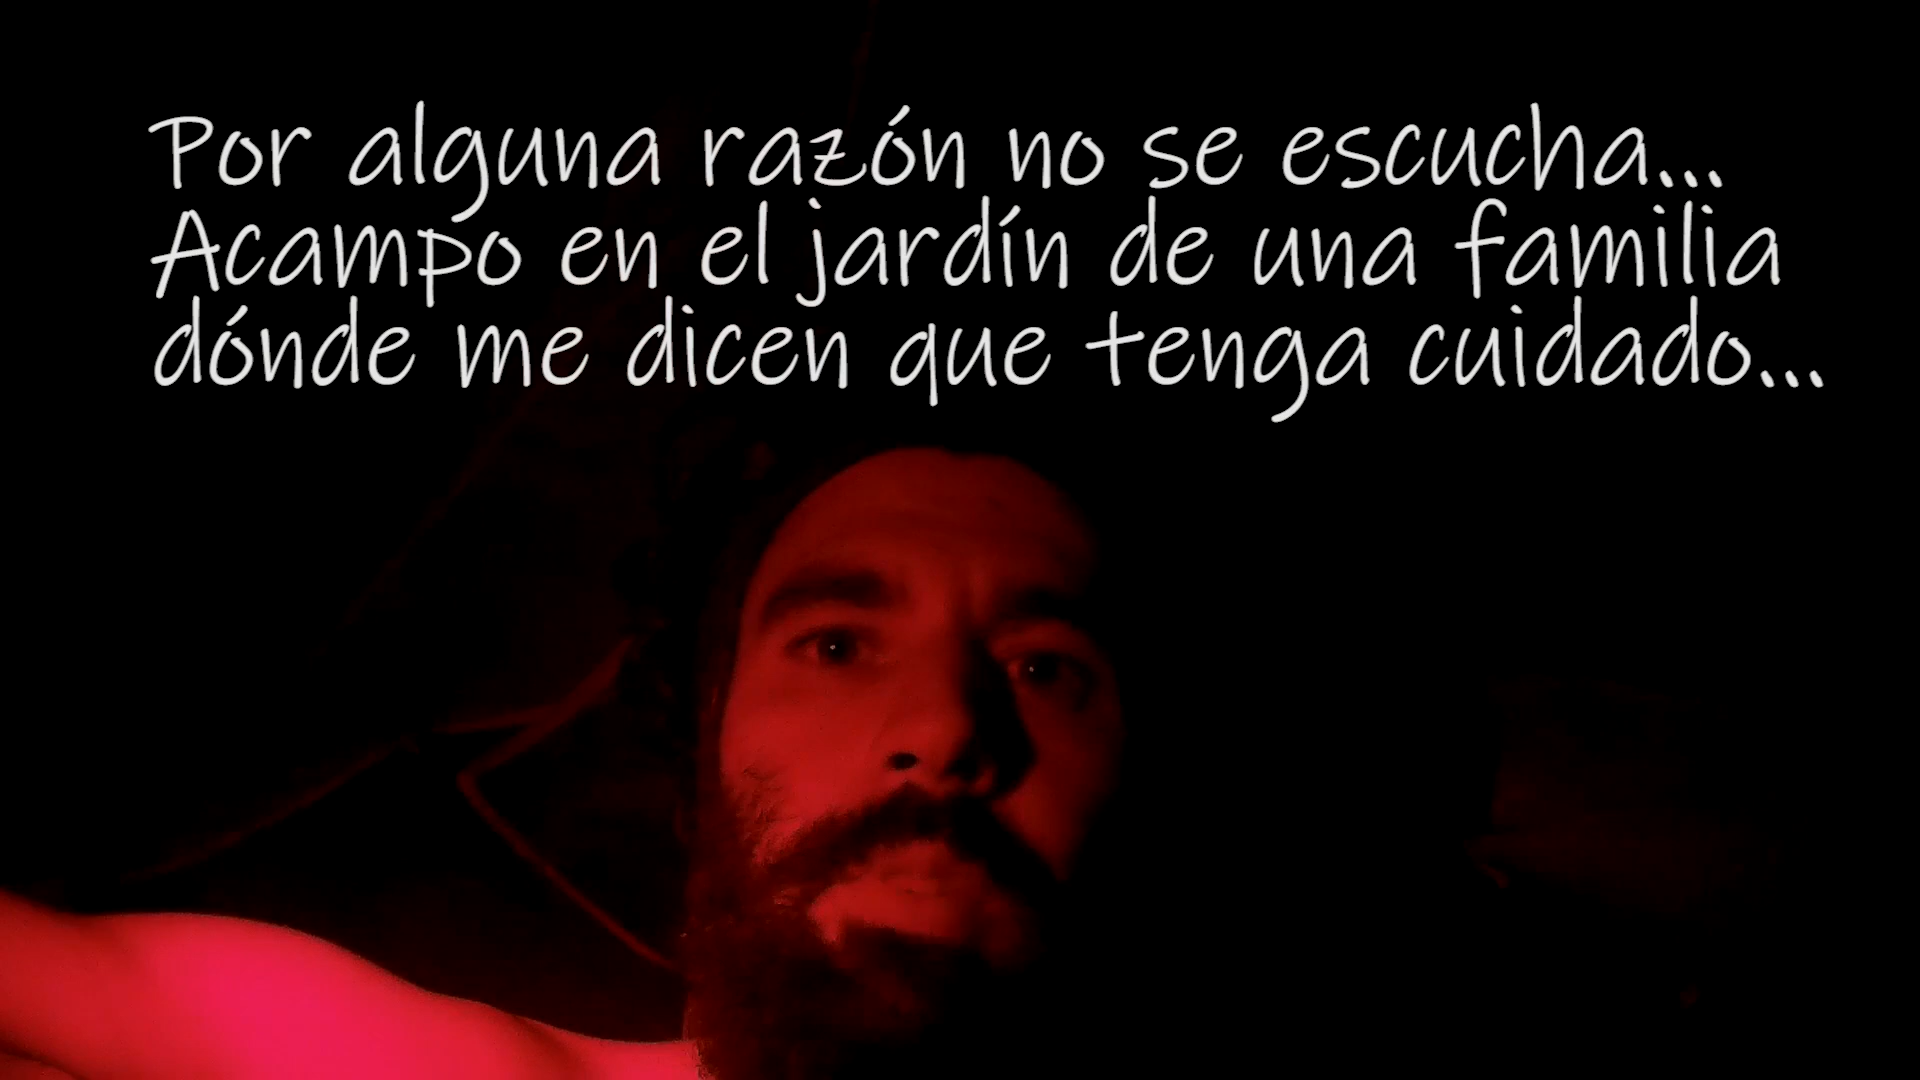 Por alguna razón no se escucha...
Acampo en el jardín de una familia
dónde me dicen que tenga cuidado...